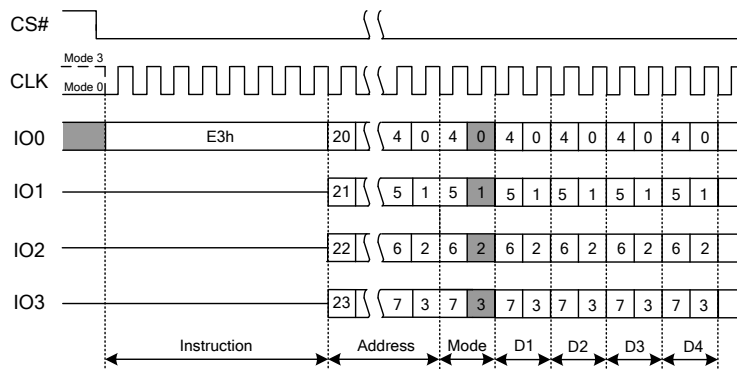 CS#
Mode 3
CLK
Mode 0
IO0 E3h 20 4 0 4 0 4 0 4 0 4 0 4 0
IO1 21 5 1 5 1 5 1 5 1 5 1 5 1
IO2 22 6 2 6 2 6 2 6 2 6 2 6 2
IO3 23 7 3 7 3 7 3 7 3 7 3 7 3
Instruction Address Mode D1 D2 D3 D4